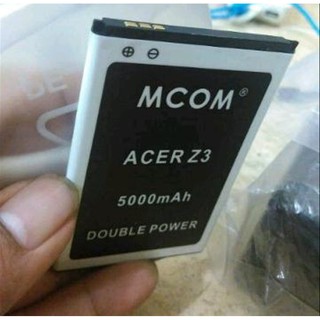 MCOM®
ACER Z3
5000mAh
DOUBLE POWER